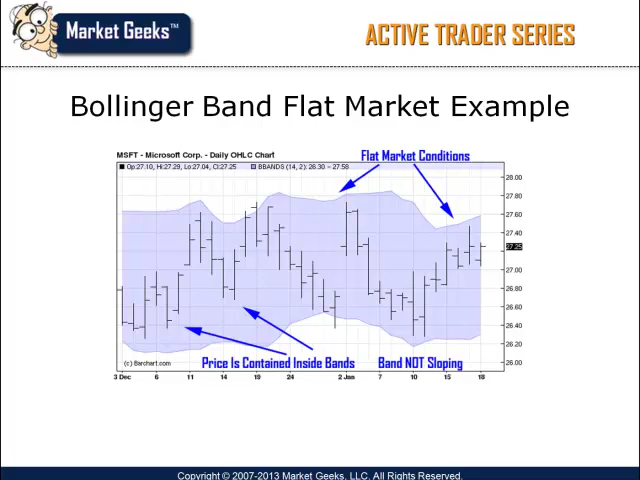 Market Geeks™
ACTIVE TRADER SERIES
Bollinger Band Flat Market Example
MSFT - Microsoft Corp. - Daily OHLC Chart
Flat Market Conditions
Op:27.10, Hi:27.29, Lo:27.04, Cl:27.25 BBANDS (14, 2): 26.30 - 27.58
28.00
27.80
27.60
27.40
27.25
27.00
26.80
26.60
26.40
26.20
26.00
(c) Barchart.com
Price Is Contained Inside Bands
Band NOT Sloping
3 Dec 6 11 14 19 24 2 Jan 7 10 15 18
Copyright © 2007-2013 Market Geeks, LLC. All Rights Reserved.